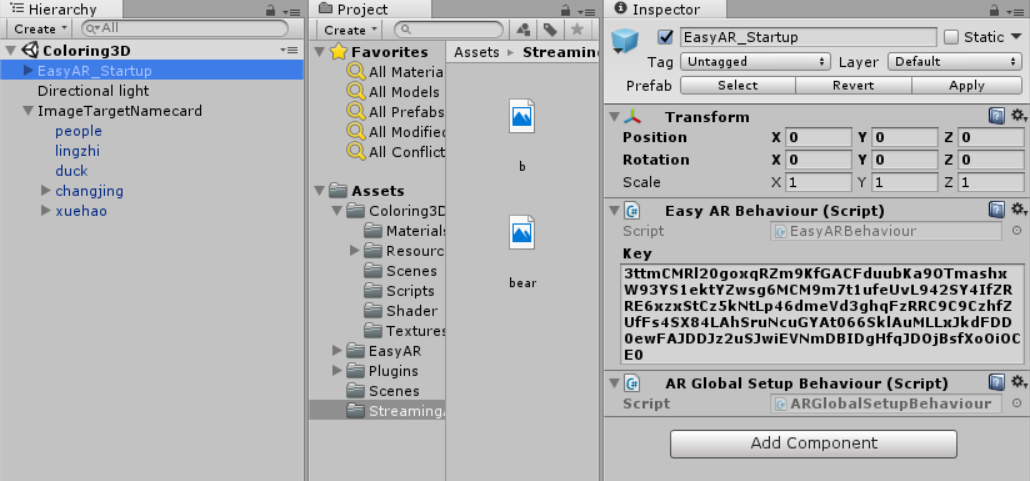 Hierarchy
Create
All
Coloring3D
EasyAR_Startup
Directional light
ImageTargetNamecard
people
lingzhi
duck
changjing
xuehao
Project
Create
Favorites
All Materia
All Models
All Prefabs
All Modified
All Conflict
Assets
Coloring3D
Materials
Resourc
Scenes
Scripts
Shader
Textures
EasyAR
Plugins
Scenes
StreamingA
Assets Streamin
b
bear
Inspector
EasyAR_Startup Static
Tag Untagged Layer Default
Prefab Select Revert Apply
Transform
Position X 0 Y 0 Z 0
Rotation X 0 Y 0 Z 0
Scale X 1 Y 1 Z 1
Easy AR Behaviour (Script)
Script EasyARBehaviour
Key
AR Global Setup Behaviour (Script)
Script ARGlobalSetupBehaviour
Add Component